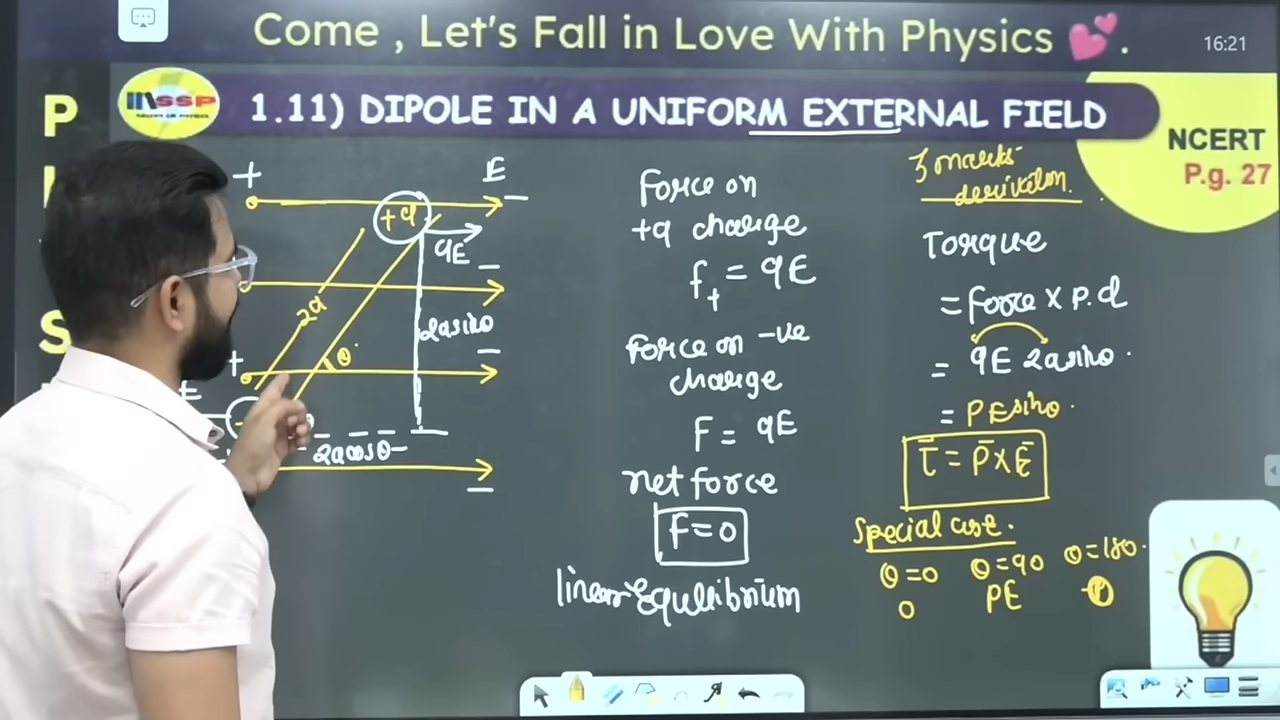 Come , Let's Fall in Love With Physics 💕 .
16:21
P
S
MSSP
1.11) DIPOLE IN A UNIFORM EXTERNAL FIELD
NCERT
P.g. 27
+
E
+q
qE
2a
θ
2asinθ
+
E
2acosθ
Force on
+q charge
f₊ = qE
Force on -ve
charge
F = qE
net force
F=0
linear Equilibrium
3 marks
derivation.
Torque
= force × P.d
= qE 2asinθ.
= PEsinθ.
τ̄ = P̄ × Ē
Special case.
θ=0 θ=90 θ=180.
0 PE